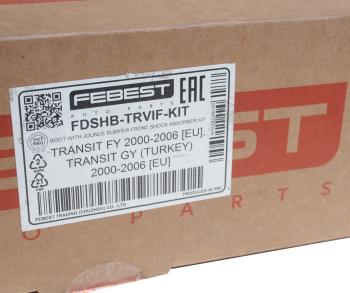 FEBEST
AUTO PARTS
EAC
FDSHB-TRVIF-KIT
BOOT WITH JOUNCE BUMPER FRONT SHOCK ABSORBER KIT
TRANSIT FY 2000-2006 [EU],
TRANSIT GY (TURKEY)
2000-2006 [EU]
FEBEST TRADING (CHUZHOU) CO., LTD
PRODUCED IN PRC
O PARTS